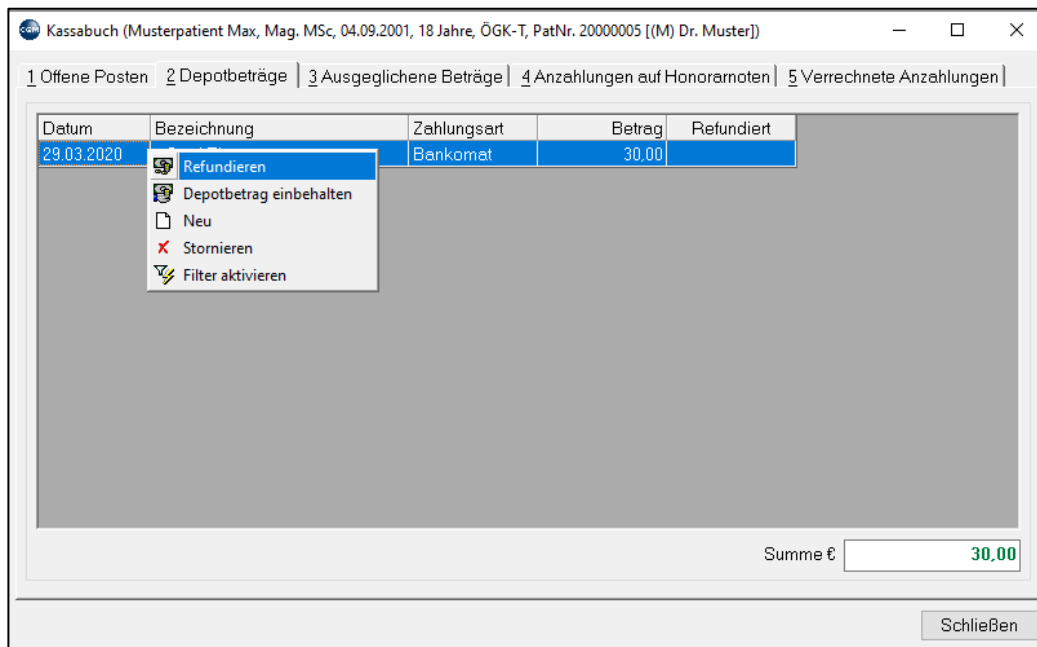 CGM Kassabuch (Musterpatient Max, Mag. MSc, 04.09.2001, 18 Jahre, ÖGK-T, PatNr. 20000005 [(M) Dr. Muster])
1 Offene Posten 2 Depotbeträge 3 Ausgeglichene Beträge 4 Anzahlungen auf Honorarnoten 5 Verrechnete Anzahlungen
Datum Bezeichnung Zahlungsart Betrag Refundiert
29.03.2020 Bankomat 30,00
Refundieren
Depotbetrag einbehalten
Neu
Stornieren
Filter aktivieren
Summe € 30,00
Schließen